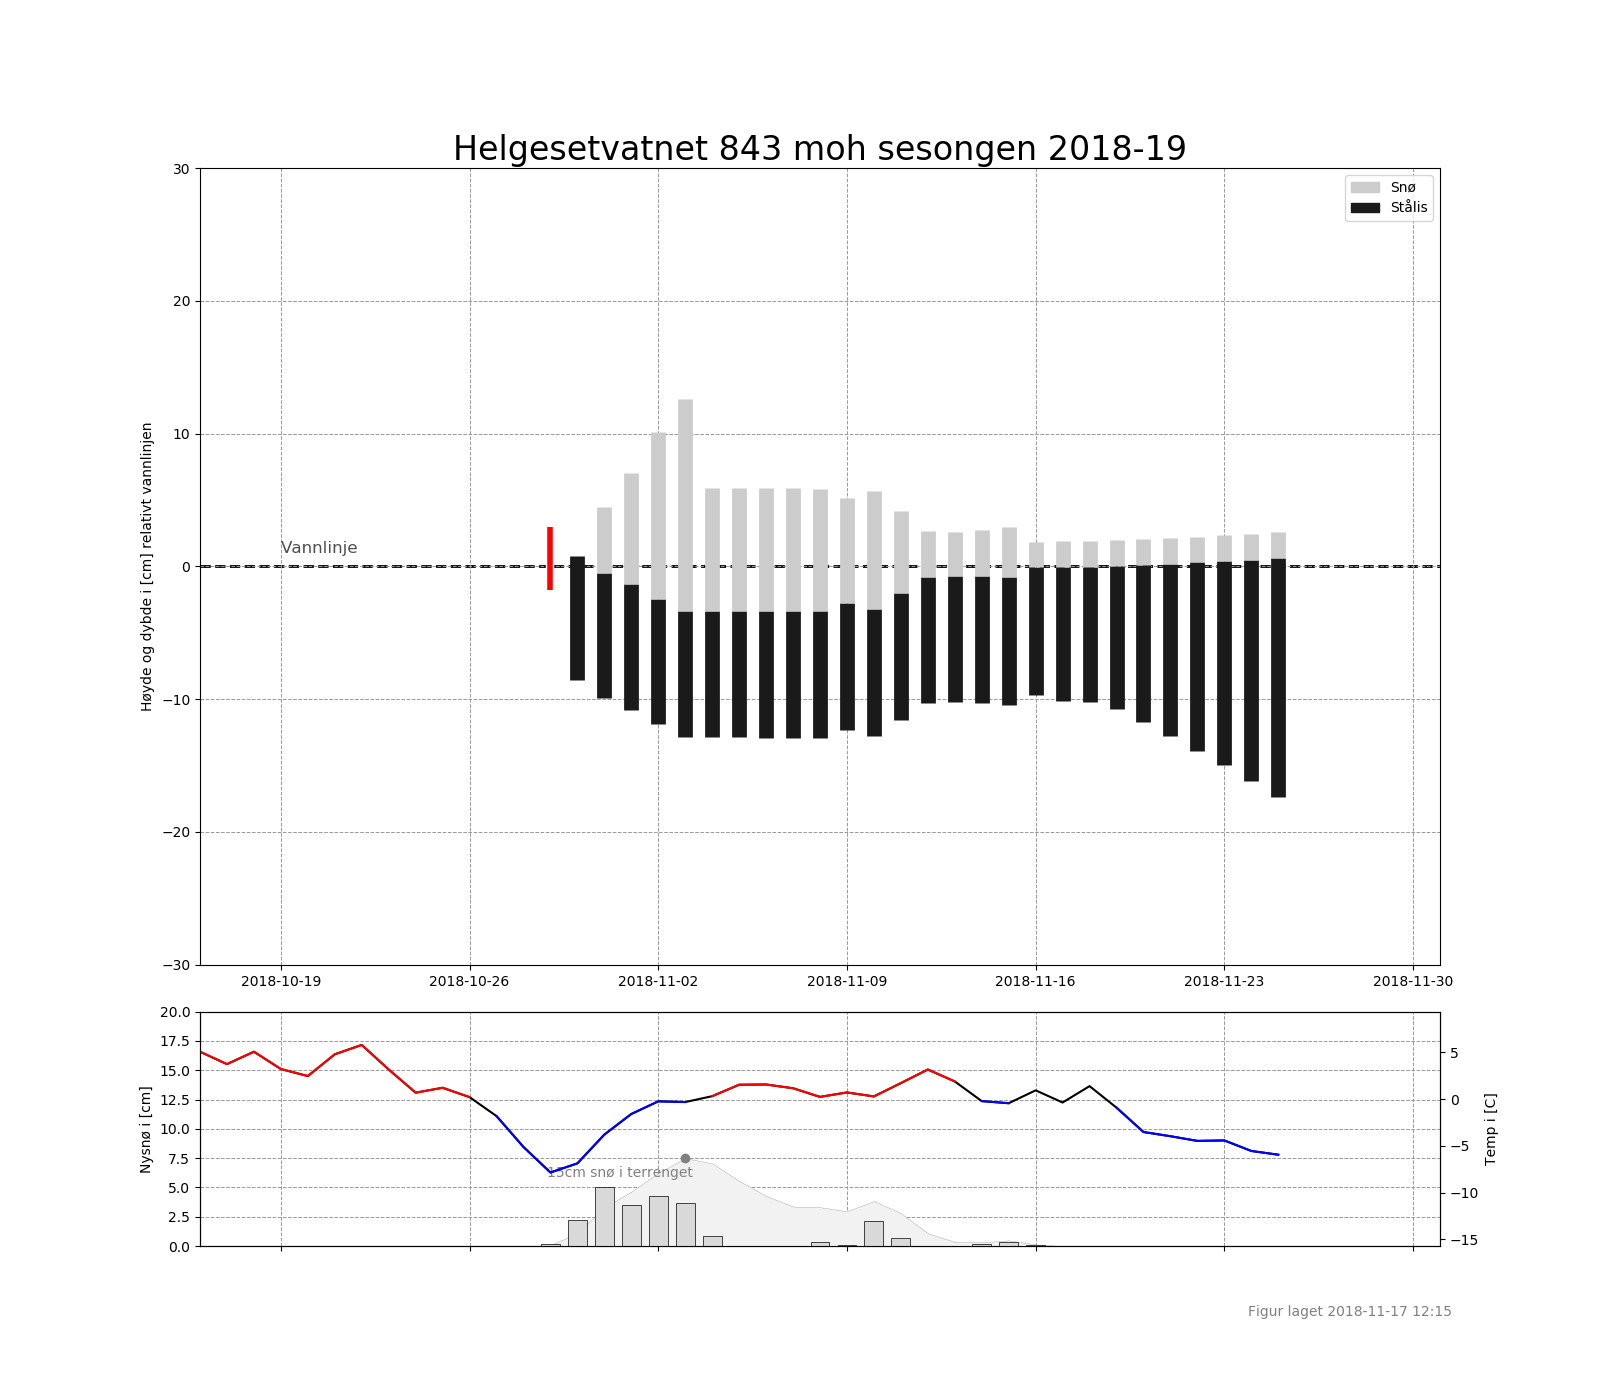 Helgesetvatnet 843 moh sesongen 2018-19
Snø
Stålis
30
20
10
0
−10
−20
−30
Høyde og dybde i [cm] relativt vannlinjen
Vannlinje
2018-10-19 2018-10-26 2018-11-02 2018-11-09 2018-11-16 2018-11-23 2018-11-30
20.0
17.5
15.0
12.5
10.0
7.5
5.0
2.5
0.0
Nysnø i [cm]
15cm snø i terrenget
5
0
−5
−10
−15
Temp i [C]
Figur laget 2018-11-17 12:15